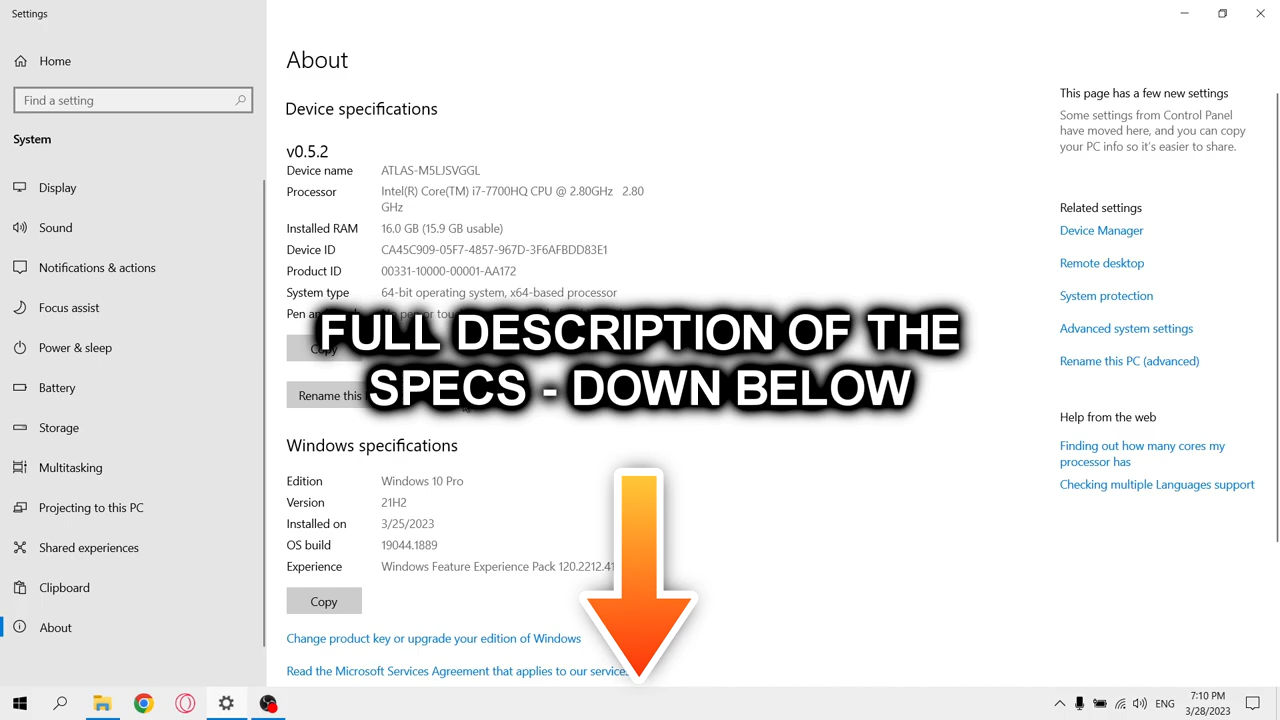 Settings
Home
Find a setting
System
Display
Sound
Notifications & actions
Focus assist
Power & sleep
Battery
Storage
Multitasking
Projecting to this PC
Shared experiences
Clipboard
About
About
Device specifications
v0.5.2
Device name ATLAS-M5LJSVGGL
Processor Intel(R) Core(TM) i7-7700HQ CPU @ 2.80GHz 2.80
GHz
Installed RAM 16.0 GB (15.9 GB usable)
Device ID CA45C909-05F7-4857-967D-3F6AFBDD83E1
Product ID 00331-10000-00001-AA172
System type 64-bit operating system, x64-based processor
Pen an
FULL DESCRIPTION OF THE
SPECS - DOWN BELOW
Copy
Rename this
Windows specifications
Edition Windows 10 Pro
Version 21H2
Installed on 3/25/2023
OS build 19044.1889
Experience Windows Feature Experience Pack 120.2212.41
Copy
Change product key or upgrade your edition of Windows
Read the Microsoft Services Agreement that applies to our services
This page has a few new settings
Some settings from Control Panel
have moved here, and you can copy
your PC info so it's easier to share.
Related settings
Device Manager
Remote desktop
System protection
Advanced system settings
Rename this PC (advanced)
Help from the web
Finding out how many cores my
processor has
Checking multiple Languages support
ENG
7:10 PM
3/28/2023